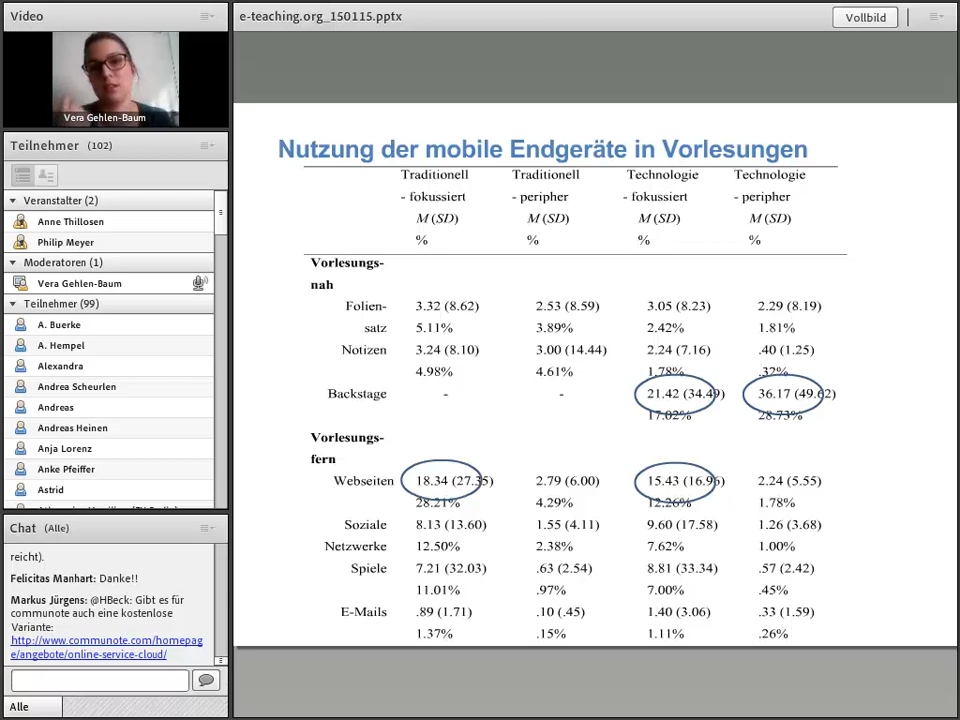 Video
Vera Gehlen-Baum
Teilnehmer (102)
Veranstalter (2)
Anne Thillosen
Philip Meyer
Moderatoren (1)
Vera Gehlen-Baum
Teilnehmer (99)
A. Buerke
A. Hempel
Alexandra
Andrea Scheurlen
Andreas
Andreas Heinen
Anja Lorenz
Anke Pfeiffer
Astrid
Chat (Alle)
reicht).
Felicitas Manhart: Danke!!
Markus Jürgens: @HBeck: Gibt es für
communote auch eine kostenlose
Variante:
http://www.communote.com/homepag
e/angebote/online-service-cloud/
Alle
e-teaching.org_150115.pptx
Vollbild
Nutzung der mobile Endgeräte in Vorlesungen
Traditionell Traditionell Technologie Technologie
- fokussiert - peripher - fokussiert - peripher
M (SD) M (SD) M (SD) M (SD)
% % % %
Vorlesungs-
nah
Folien- 3.32 (8.62) 2.53 (8.59) 3.05 (8.23) 2.29 (8.19)
satz 5.11% 3.89% 2.42% 1.81%
Notizen 3.24 (8.10) 3.00 (14.44) 2.24 (7.16) .40 (1.25)
4.98% 4.61% 1.78% .32%
Backstage - - 21.42 (34.49) 36.17 (49.62)
17.02% 28.73%
Vorlesungs-
fern
Webseiten 18.34 (27.35) 2.79 (6.00) 15.43 (16.96) 2.24 (5.55)
28.21% 4.29% 12.26% 1.78%
Soziale 8.13 (13.60) 1.55 (4.11) 9.60 (17.58) 1.26 (3.68)
Netzwerke 12.50% 2.38% 7.62% 1.00%
Spiele 7.21 (32.03) .63 (2.54) 8.81 (33.34) .57 (2.42)
11.01% .97% 7.00% .45%
E-Mails .89 (1.71) .10 (.45) 1.40 (3.06) .33 (1.59)
1.37% .15% 1.11% .26%